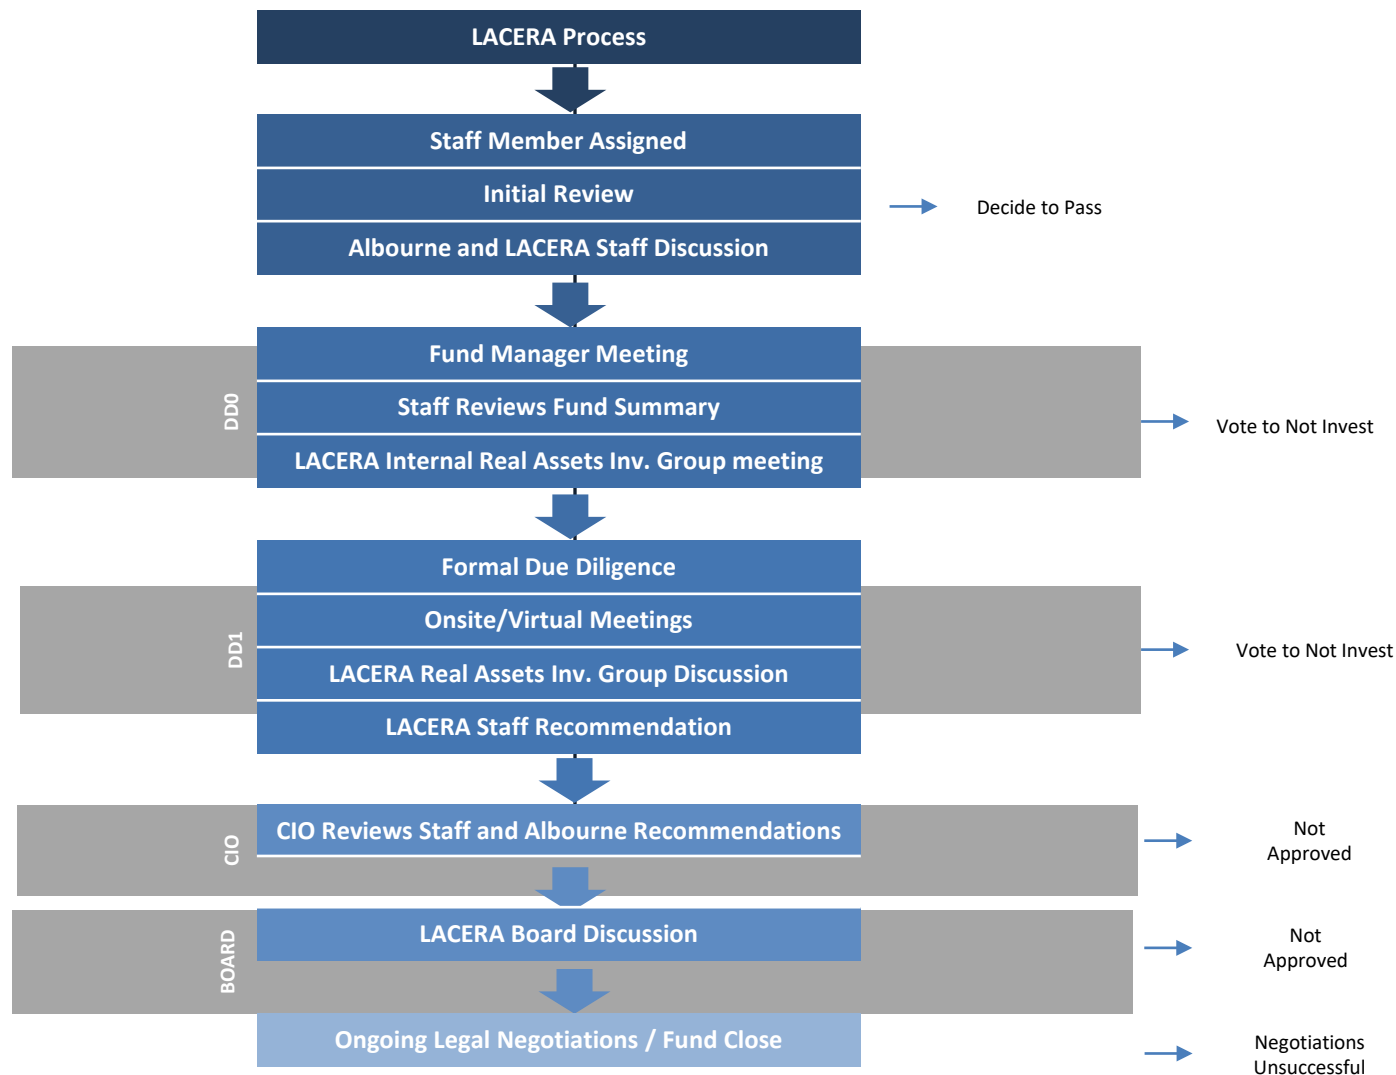 LACERA Process
Staff Member Assigned
Initial Review
Decide to Pass
Albourne and LACERA Staff Discussion
DD0
Fund Manager Meeting
Staff Reviews Fund Summary
Vote to Not Invest
LACERA Internal Real Assets Inv. Group meeting
DD1
Formal Due Diligence
Onsite/Virtual Meetings
Vote to Not Invest
LACERA Real Assets Inv. Group Discussion
LACERA Staff Recommendation
CIO
CIO Reviews Staff and Albourne Recommendations
Not
Approved
BOARD
LACERA Board Discussion
Not
Approved
Ongoing Legal Negotiations / Fund Close
Negotiations
Unsuccessful